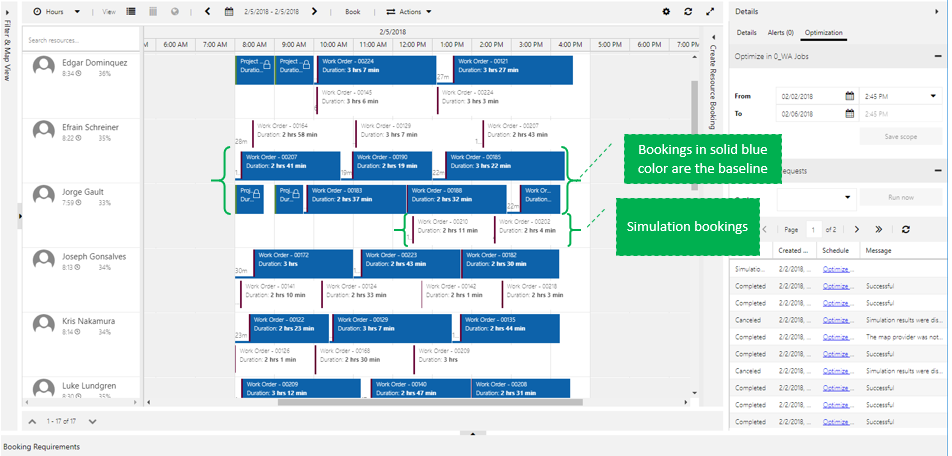 Hours
View
2/5/2018 - 2/5/2018
Book
Actions
Filter & Map View
Search resources...
2/5/2018
M
6:00 AM
7:00 AM
8:00 AM
9:00 AM
10:00 AM
11:00 AM
12:00 PM
1:00 PM
2:00 PM
3:00 PM
4:00 PM
5:00 PM
6:00 PM
7:00 P
Edgar Dominquez
8:34 36%
Project ...
Duratio...
Project ...
Duratio...
Work Order - 00224
Duration: 3 hrs 7 min
27m
Work Order - 00121
Duration: 3 hrs 27 min
Work Order - 00145
Duration: 3 hrs 6 min
Work Order - 00224
Duration: 3 hrs 3 min
Efrain Schreiner
8:22 35%
28m
Work Order - 00164
Duration: 2 hrs 58 min
Work Order - 00129
Duration: 3 hrs 7 min
Work Order - 00207
Duration: 2 hrs 43 min
Work Order - 00207
Duration: 2 hrs 41 min
19m
Work Order - 00190
Duration: 2 hrs 19 min
22m
Work Order - 00185
Duration: 3 hrs 22 min
Jorge Gault
7:59 33%
Proj...
Dur...
Proj...
Dur...
Work Order - 00183
Duration: 2 hrs 37 min
Work Order - 00188
Duration: 2 hrs 32 min
22m
Work Or...
Duration...
Work Order - 00210
Duration: 2 hrs 11 min
Work Order - 00202
Duration: 2 hrs 4 min
Joseph Gonsalves
8:13 34%
30m
Work Order - 00172
Duration: 3 hrs
Work Order - 00223
Duration: 2 hrs 43 min
Work Order - 00182
Duration: 2 hrs 30 min
Work Order - 00141
Duration: 2 hrs 10 min
Work Order - 00124
Duration: 2 hrs 33 min
Work Order - 00142
Duration: 2 hrs 1 min
Work Order - 00218
Duration: 2 hrs 3 min
Kris Nakamura
8:14 34%
23m
Work Order - 00122
Duration: 2 hrs 23 min
Work Order - 00129
Duration: 3 hrs 7 min
Work Order - 00135
Duration: 2 hrs 44 min
Work Order - 00126
Duration: 2 hrs 1 min
Work Order - 00168
Duration: 2 hrs 30 min
Work Order - 00209
Duration: 3 hrs
Luke Lundgren
8:30 35%
Work Order - 00209
Duration: 3 hrs 12 min
Work Order - 00140
Duration: 2 hrs 47 min
Work Order - 00208
Duration: 2 hrs 31 min
1 - 17 of 17
Booking Requirements
Create Resource Booking
Bookings in solid blue
color are the baseline
Simulation bookings
Details
Details
Alerts (0)
Optimization
Optimize in 0_WA Jobs
From
02/02/2018
2:45 PM
To
02/06/2018
2:45 PM
Save scope
equests
Run now
Page
1
of 2
Created ...
Schedule
Message
Simulatio...
2/2/2018, ...
Optimize ...
Completed
2/2/2018, ...
Optimize ...
Successful
Completed
2/2/2018, ...
Optimize ...
Successful
Canceled
2/2/2018, ...
Optimize ...
Simulation results were dis...
Completed
2/2/2018, ...
Optimize ...
The map provider was not...
Completed
2/2/2018, ...
Optimize ...
Successful
Canceled
2/2/2018, ...
Optimize ...
Simulation results were dis...
Completed
2/2/2018, ...
Optimize ...
Successful
Completed
2/2/2018, ...
Optimize ...
Successful
Completed
2/2/2018, ...
Optimize ...
Successful